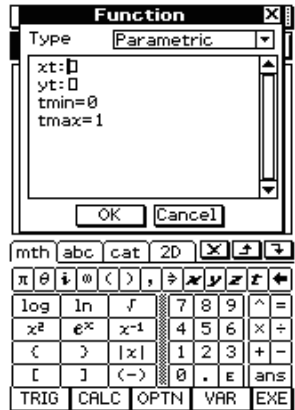 Function X
Type Parametric ▼
xt:▯
yt:▯
tmin=0
tmax=1
OK Cancel
mth abc cat 2D X
π θ i ∞ ( ) , ⇒ x y z t ←
log ln √ 7 8 9 ^ =
x² eˣ x⁻¹ 4 5 6 × ÷
{ } |x| 1 2 3 + -
[ ] (-) 0 . E ans
TRIG CALC OPTN VAR EXE